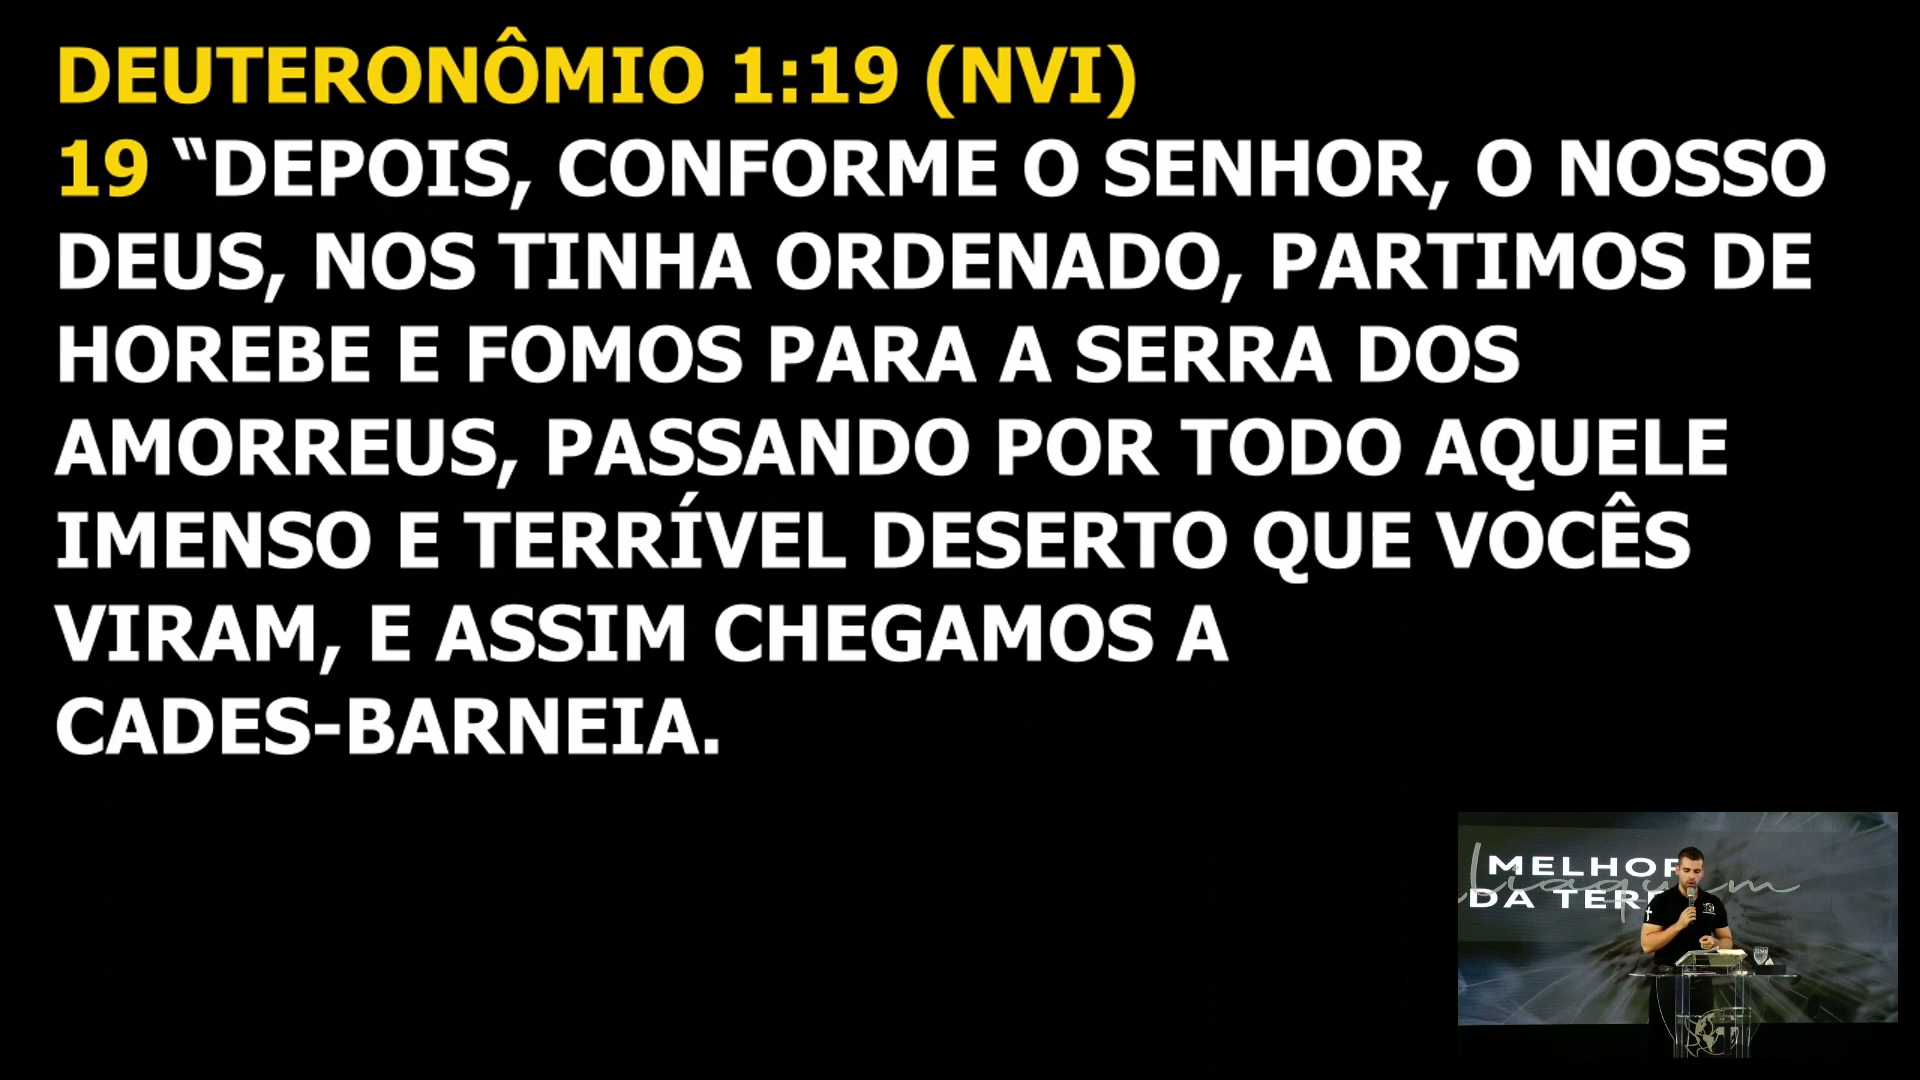 DEUTERONÔMIO 1:19 (NVI)
19 “DEPOIS, CONFORME O SENHOR, O NOSSO
DEUS, NOS TINHA ORDENADO, PARTIMOS DE
HOREBE E FOMOS PARA A SERRA DOS
AMORREUS, PASSANDO POR TODO AQUELE
IMENSO E TERRÍVEL DESERTO QUE VOCÊS
VIRAM, E ASSIM CHEGAMOS A
CADES-BARNEIA.
MELHOR
DA